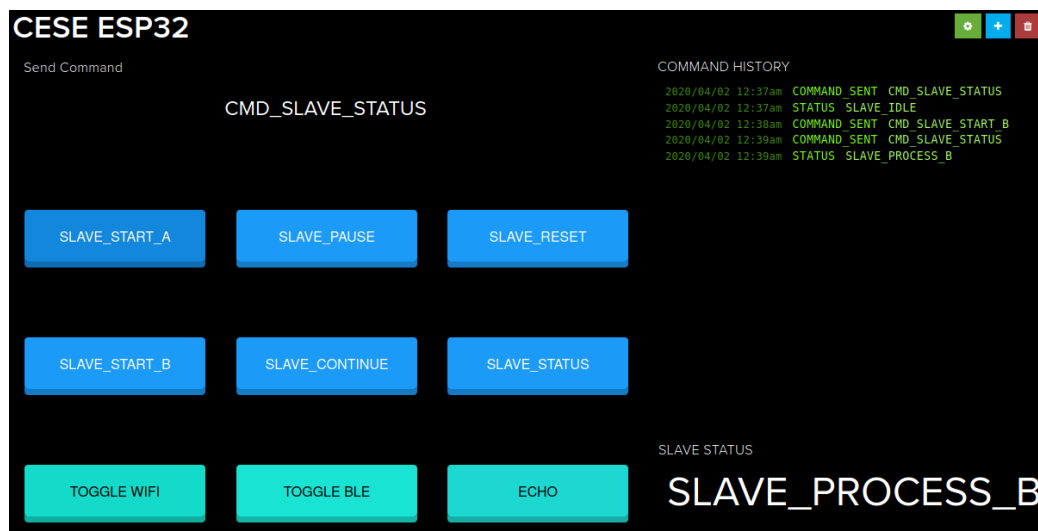 CESE ESP32
Send Command
CMD_SLAVE_STATUS
SLAVE_START_A
SLAVE_PAUSE
SLAVE_RESET
SLAVE_START_B
SLAVE_CONTINUE
SLAVE_STATUS
TOGGLE WIFI
TOGGLE BLE
ECHO
COMMAND HISTORY
2020/04/02 12:37am COMMAND_SENT CMD_SLAVE_STATUS
2020/04/02 12:37am STATUS SLAVE_IDLE
2020/04/02 12:38am COMMAND_SENT CMD_SLAVE_START_B
2020/04/02 12:39am COMMAND_SENT CMD_SLAVE_STATUS
2020/04/02 12:39am STATUS SLAVE_PROCESS_B
SLAVE STATUS
SLAVE_PROCESS_B